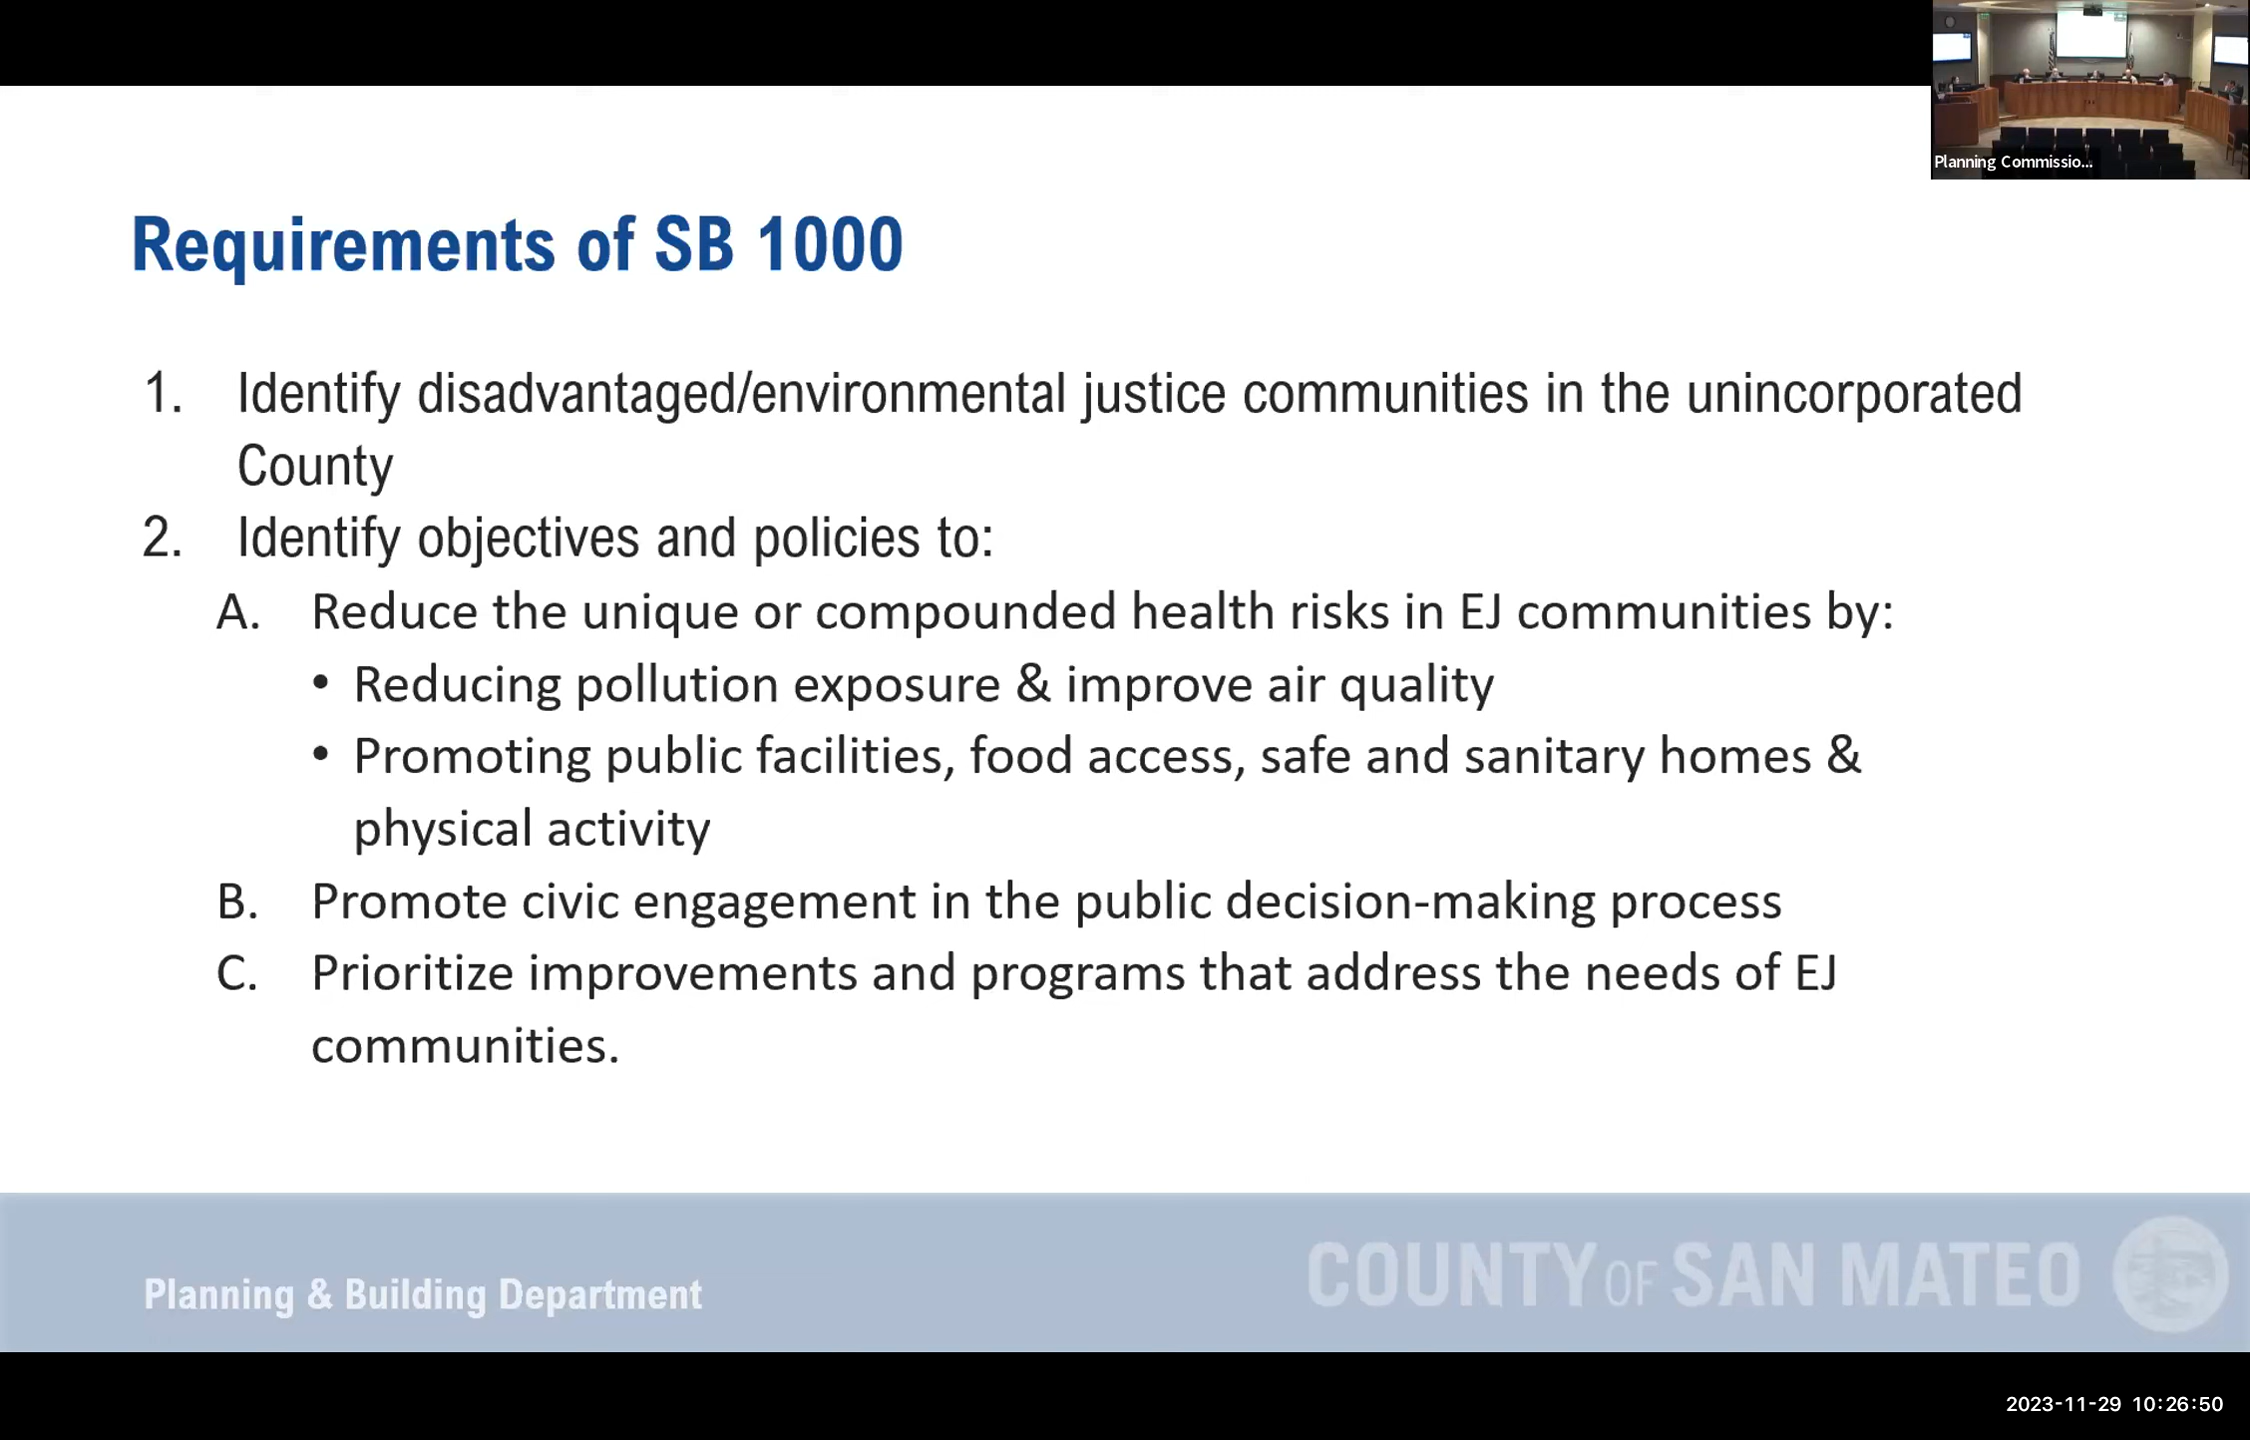 Planning Commissio...
Requirements of SB 1000
1. Identify disadvantaged/environmental justice communities in the unincorporated
County
2. Identify objectives and policies to:
A. Reduce the unique or compounded health risks in EJ communities by:
• Reducing pollution exposure & improve air quality
• Promoting public facilities, food access, safe and sanitary homes &
physical activity
B. Promote civic engagement in the public decision-making process
C. Prioritize improvements and programs that address the needs of EJ
communities.
Planning & Building Department
COUNTY OF SAN MATEO
2023-11-29 10:26:50